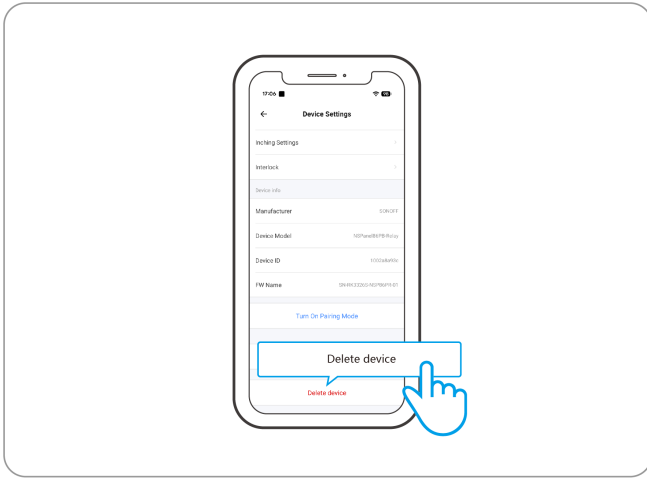 17:06
Device Settings
Inching Settings
Interlock
Device Info
Manufacturer SONOFF
Device Model
Device ID
FW Name
Turn On Pairing Mode
Delete device
Delete device